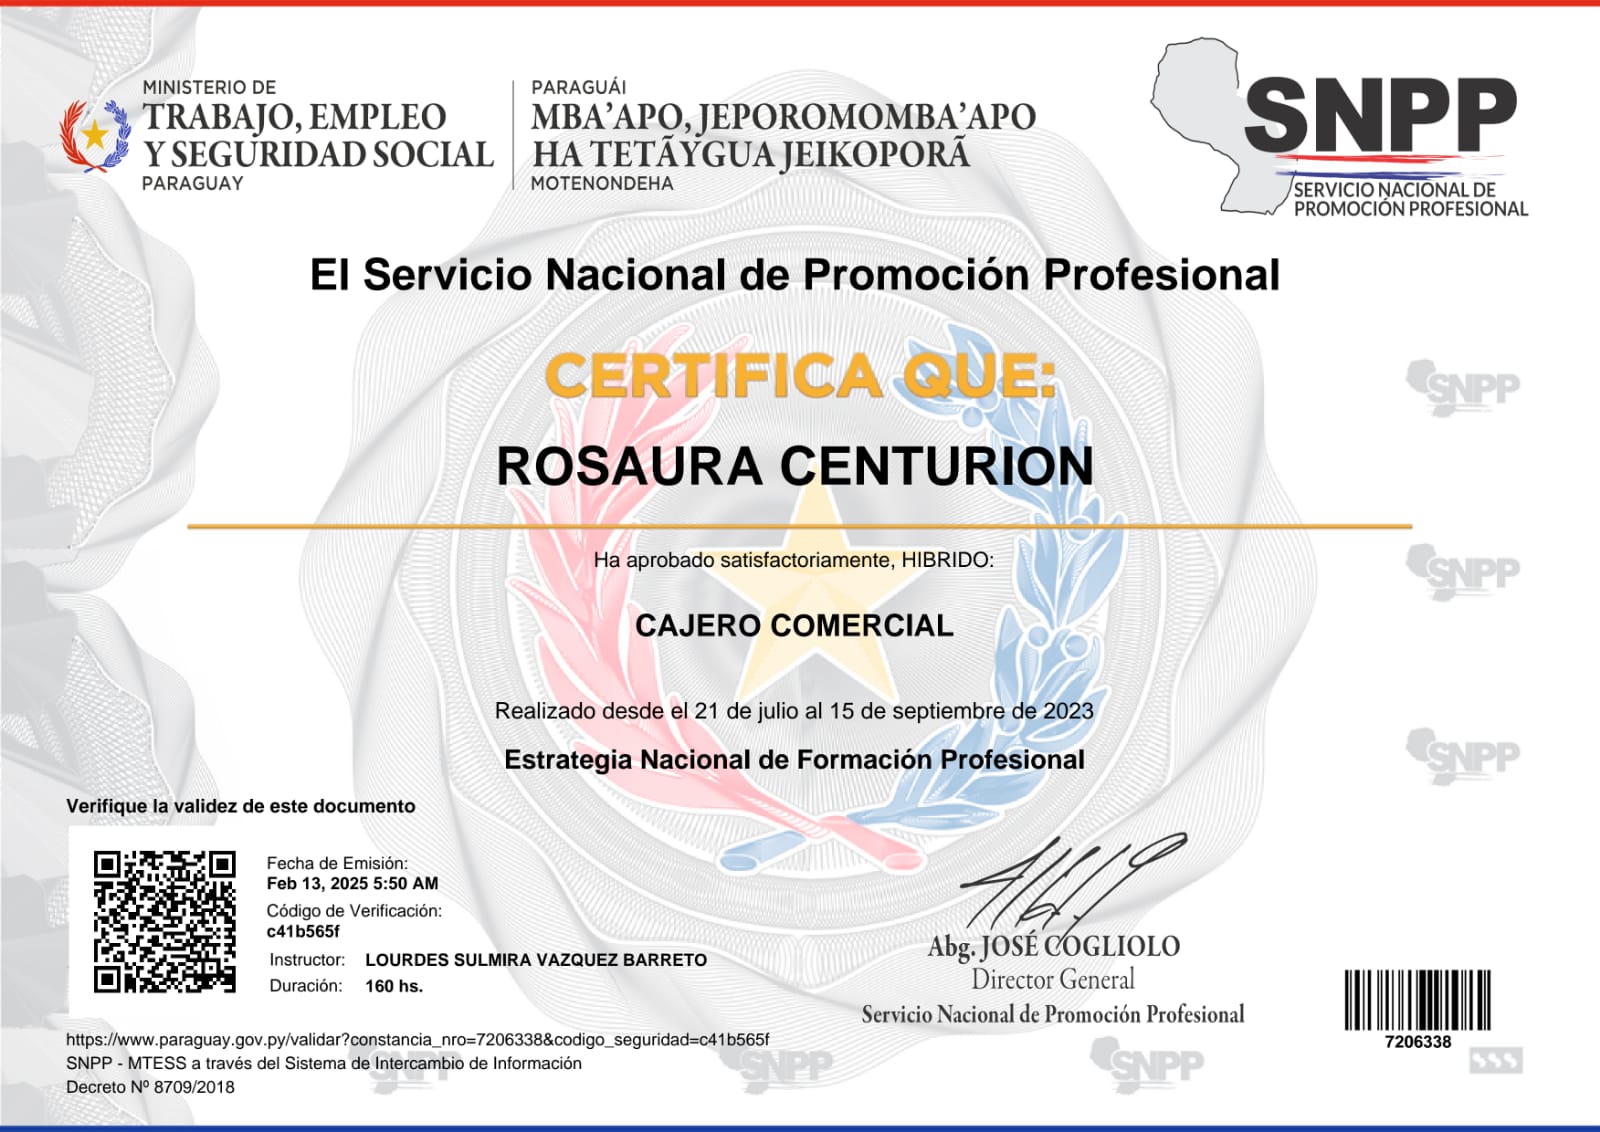 MINISTERIO DE
TRABAJO, EMPLEO
Y SEGURIDAD SOCIAL
PARAGUAY
PARAGUÁI
MBA'APO, JEPOROMOMBA'APO
HA TETÃYGUA JEIKOPORÃ
MOTENONDEHA
SNPP
SERVICIO NACIONAL DE
PROMOCIÓN PROFESIONAL
El Servicio Nacional de Promoción Profesional
CERTIFICA QUE:
SNPP
ROSAURA CENTURION
Ha aprobado satisfactoriamente, HIBRIDO:
SNPP
CAJERO COMERCIAL
Realizado desde el 21 de julio al 15 de septiembre de 2023
Estrategia Nacional de Formación Profesional
SNPP
Verifique la validez de este documento
Fecha de Emisión:
Feb 13, 2025 5:50 AM
Código de Verificación:
c41b565f
Instructor: LOURDES SULMIRA VAZQUEZ BARRETO
Duración: 160 hs.
Abg. JOSÉ COGLIOLO
Director General
Servicio Nacional de Promoción Profesional
7206338
https://www.paraguay.gov.py/validar?constancia_nro=7206338&codigo_seguridad=c41b565f
SNPP - MTESS a través del Sistema de Intercambio de Información
Decreto Nº 8709/2018
SNPP
SNPP
SNPP